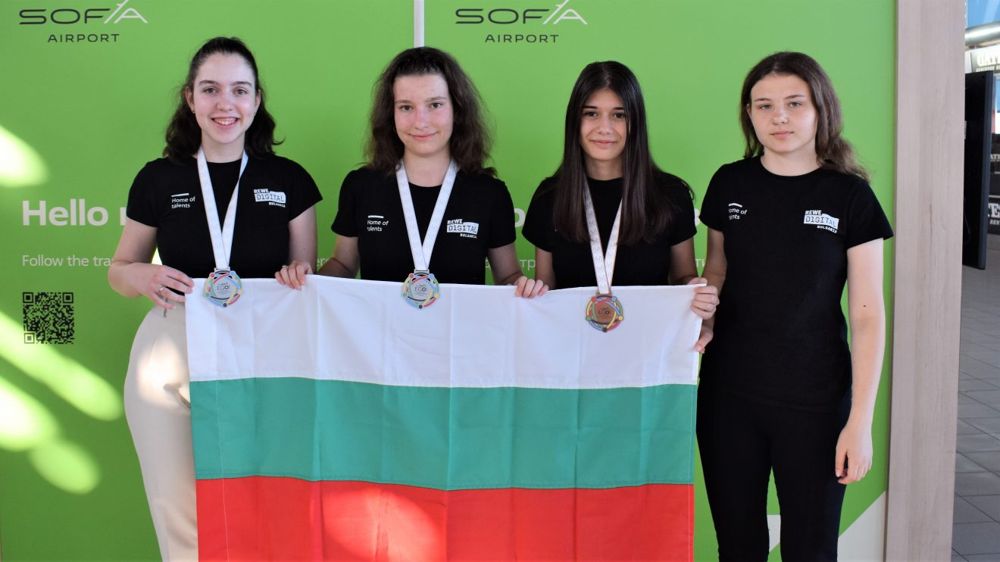 SOFIA
AIRPORT
SOFIA
AIRPORT
Hello
Follow the
Home of
talents
REWE
DIGITAL
BULGARIA
Home of
talents
REWE
DIGITAL
BULGARIA
Home of
talents
REWE
DIGITAL
BULGARIA
EGOI
EGOI
EGOI